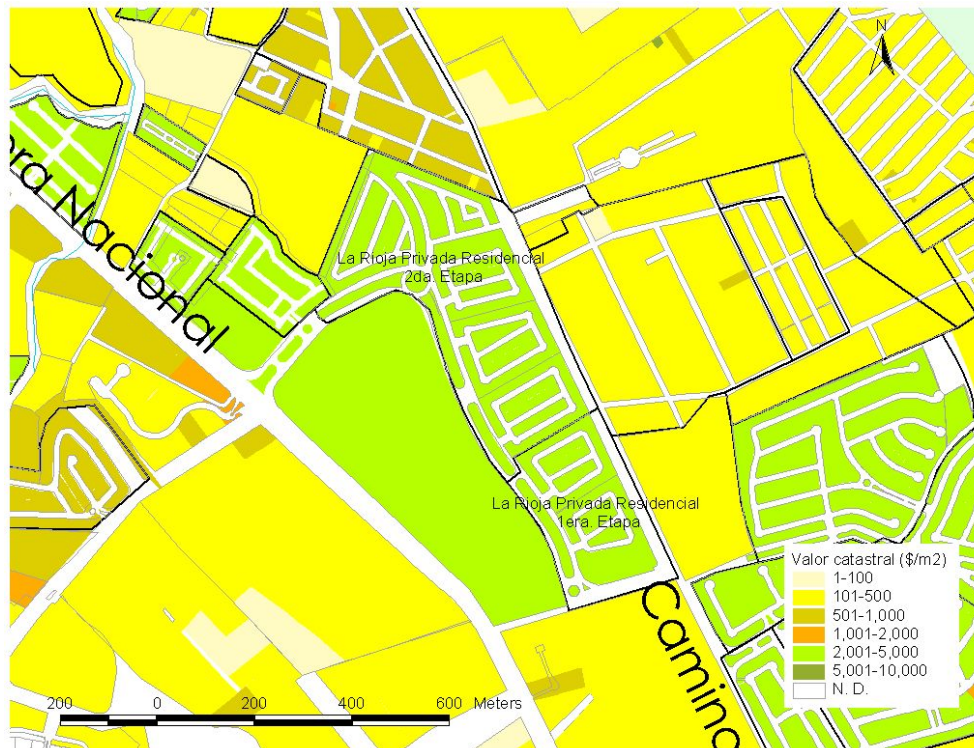 N
ora Nacional
La Rioja Privada Residencial
2da. Etapa
La Rioja Privada Residencial
1era. Etapa
Camino
Valor catastral ($/m2)
1-100
101-500
501-1,000
1,001-2,000
2,001-5,000
5,001-10,000
N. D.
200 0 200 400 600 Meters